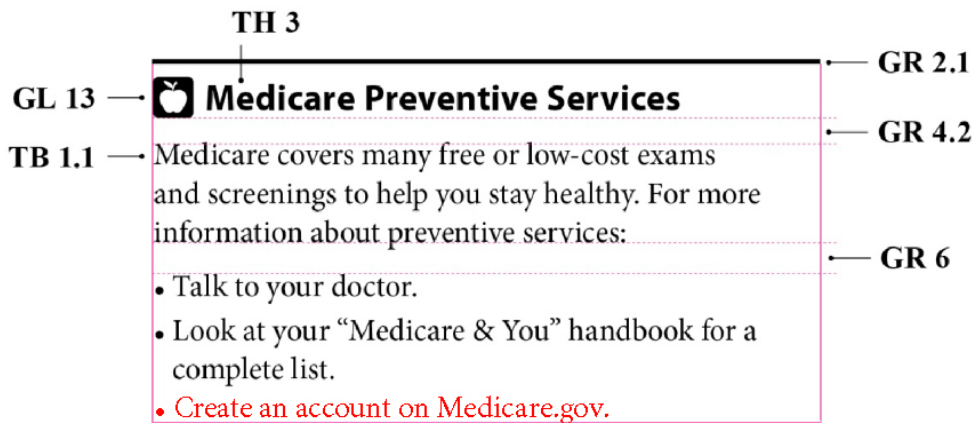 TH 3
GR 2.1
GL 13
Medicare Preventive Services
GR 4.2
TB 1.1
Medicare covers many free or low-cost exams
and screenings to help you stay healthy. For more
information about preventive services:
GR 6
• Talk to your doctor.
• Look at your “Medicare & You” handbook for a
complete list.
• Create an account on Medicare.gov.